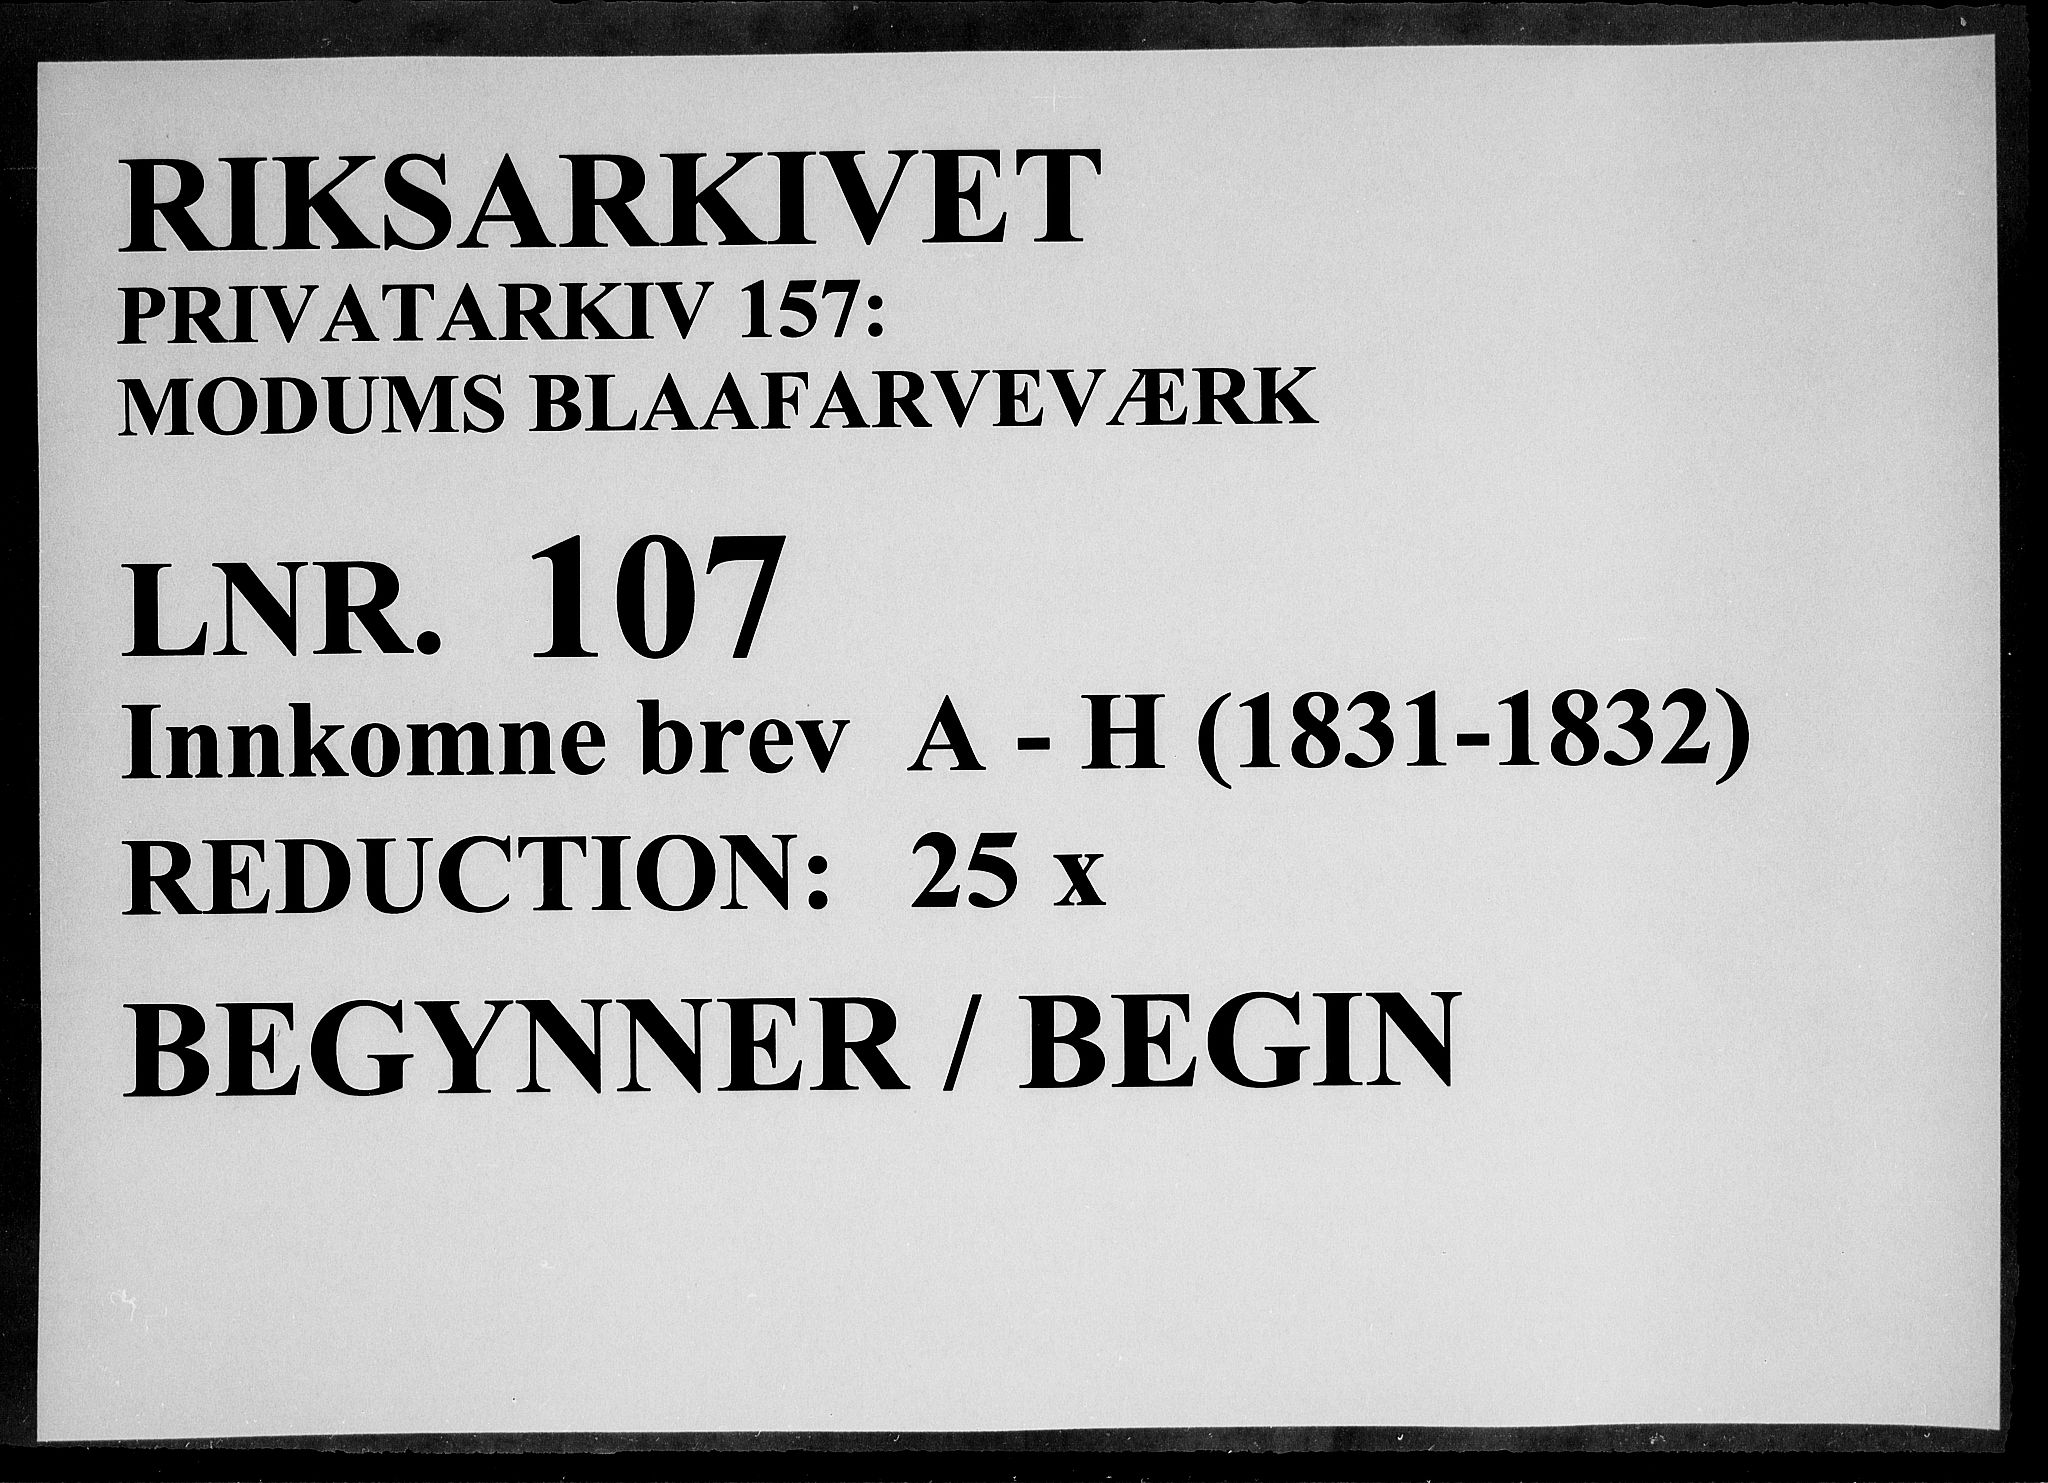 RIKSARKIVET
PRIVATARKIV 157:
MODUMS BLAAFARVEVÆRK
LNR. 107
Innkomne brev A - H (1831-1832)
REDUCTION: 25 x
BEGYNNER / BEGIN